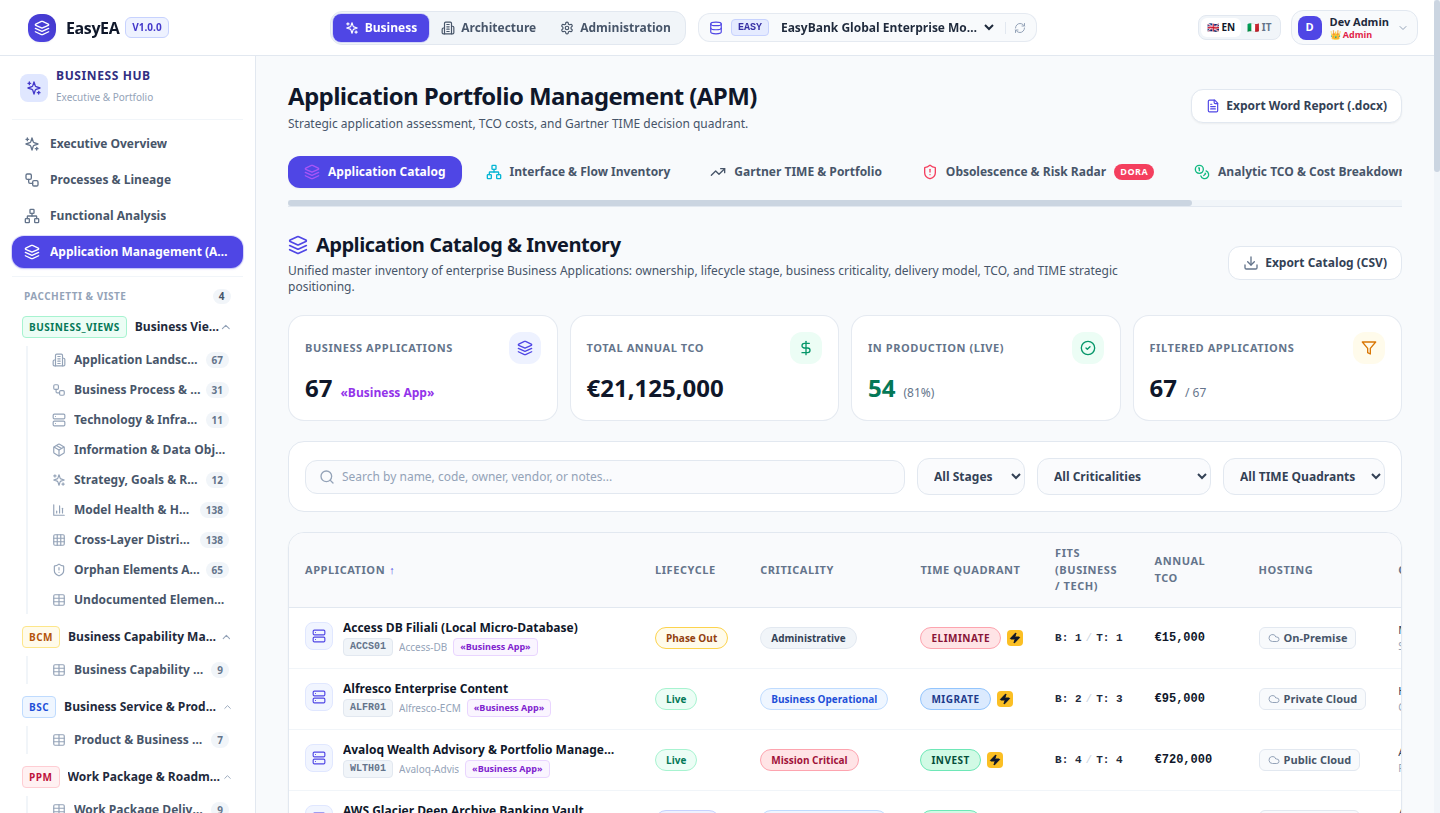 EasyEA V1.0.0
Business Architecture Administration
EASY EasyBank Global Enterprise Mo...
🇬🇧 EN 🇮🇹 IT
D Dev Admin
👑 Admin
BUSINESS HUB
Executive & Portfolio
Executive Overview
Processes & Lineage
Functional Analysis
Application Management (A...
PACCHETTI & VISTE 4
BUSINESS_VIEWS Business Vie...
Application Landsc... 67
Business Process & ... 31
Technology & Infra... 11
Information & Data Obj...
Strategy, Goals & R... 12
Model Health & H... 138
Cross-Layer Distri... 138
Orphan Elements A... 65
Undocumented Elemen...
BCM Business Capability Ma...
Business Capability ... 9
BSC Business Service & Prod...
Product & Business ... 7
PPM Work Package & Roadm...
Work Package Deliv... 9
Application Portfolio Management (APM)
Strategic application assessment, TCO costs, and Gartner TIME decision quadrant.
Export Word Report (.docx)
Application Catalog
Interface & Flow Inventory
Gartner TIME & Portfolio
Obsolescence & Risk Radar DORA
Analytic TCO & Cost Breakdown
Application Catalog & Inventory
Unified master inventory of enterprise Business Applications: ownership, lifecycle stage, business criticality, delivery model, TCO, and TIME strategic
positioning.
Export Catalog (CSV)
BUSINESS APPLICATIONS
67 «Business App»
TOTAL ANNUAL TCO
€21,125,000
IN PRODUCTION (LIVE)
54 (81%)
FILTERED APPLICATIONS
67 / 67
Search by name, code, owner, vendor, or notes...
All Stages
All Criticalities
All TIME Quadrants
APPLICATION ↑
LIFECYCLE
CRITICALITY
TIME QUADRANT
FITS
(BUSINESS
/ TECH)
ANNUAL
TCO
HOSTING
Access DB Filiali (Local Micro-Database)
ACCS01 Access-DB «Business App»
Phase Out
Administrative
ELIMINATE
B: 1 / T: 1
€15,000
On-Premise
Alfresco Enterprise Content
ALFR01 Alfresco-ECM «Business App»
Live
Business Operational
MIGRATE
B: 2 / T: 3
€95,000
Private Cloud
Avaloq Wealth Advisory & Portfolio Manage...
WLTH01 Avaloq-Advis «Business App»
Live
Mission Critical
INVEST
B: 4 / T: 4
€720,000
Public Cloud
AWS Glacier Deep Archive Banking Vault